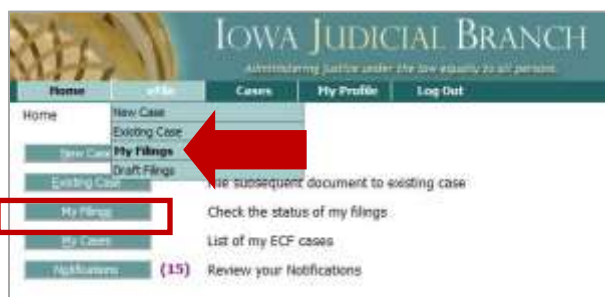 IOWA JUDICIAL BRANCH
Administering justice under the law equally to all persons.
Home eFile Cases My Profile Log Out
Home
New Case
Existing Case
My Filings
Draft Filings
New Case
Existing Case File subsequent document to existing case
My Filings Check the status of my filings
My Cases List of my ECF cases
Notifications (15) Review your Notifications